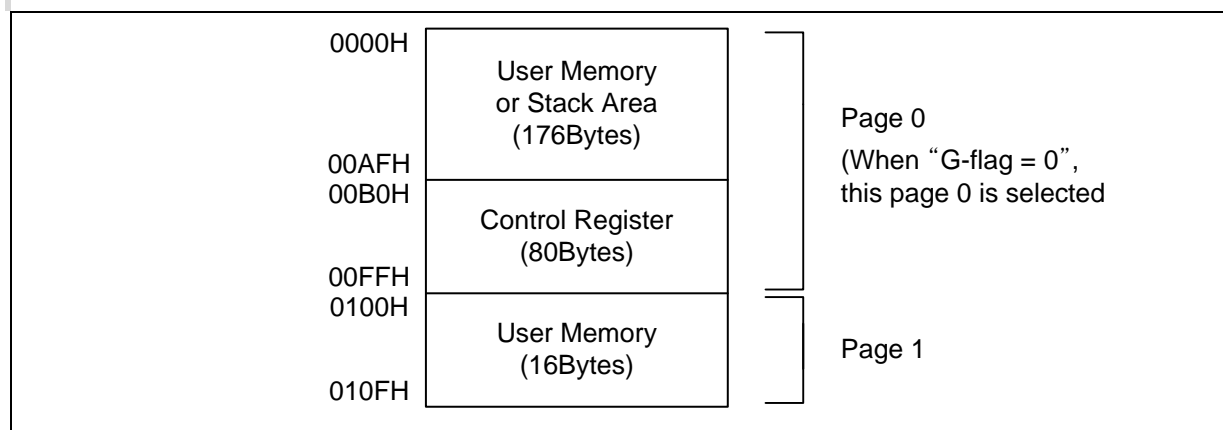 0000H
User Memory
or Stack Area
(176Bytes)
00AFH
00B0H
Control Register
(80Bytes)
00FFH
0100H
User Memory
(16Bytes)
010FH
Page 0
(When “G-flag = 0”,
this page 0 is selected
Page 1